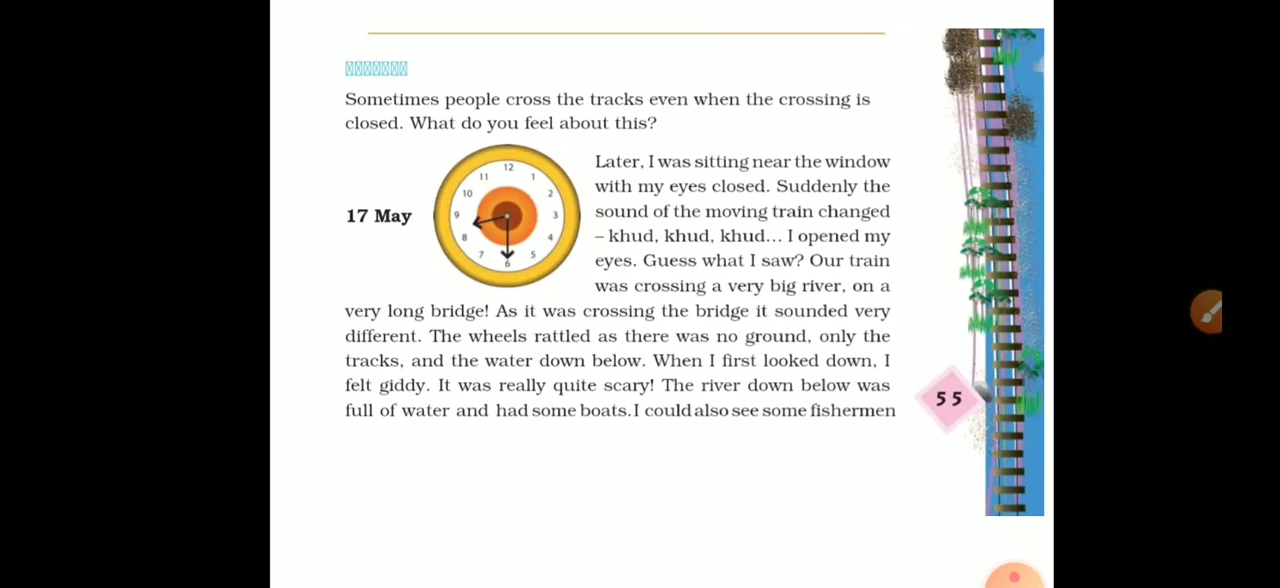 Sometimes people cross the tracks even when the crossing is
closed. What do you feel about this?
17 May
12
1
2
3
4
5
6
7
8
9
10
11
Later, I was sitting near the window
with my eyes closed. Suddenly the
sound of the moving train changed
– khud, khud, khud... I opened my
eyes. Guess what I saw? Our train
was crossing a very big river, on a
very long bridge! As it was crossing the bridge it sounded very
different. The wheels rattled as there was no ground, only the
tracks, and the water down below. When I first looked down, I
felt giddy. It was really quite scary! The river down below was
full of water and had some boats. I could also see some fishermen
55